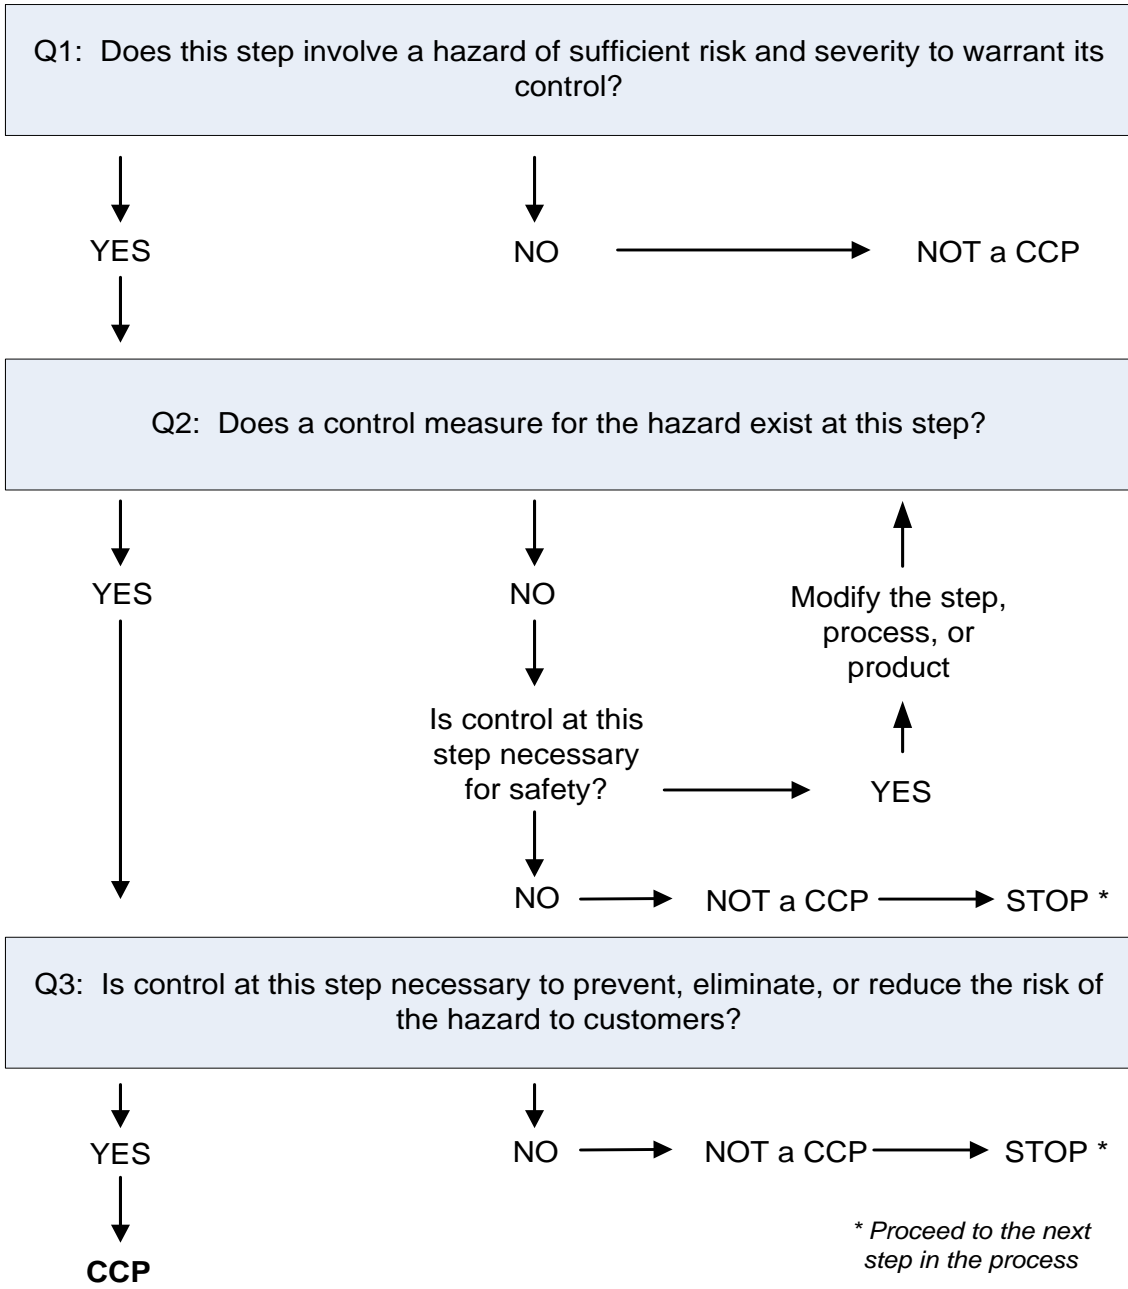 Q1:  Does this step involve a hazard of sufficient risk and severity to warrant its
control?
YES
NO
NOT a CCP
Q2:  Does a control measure for the hazard exist at this step?
YES
NO
Modify the step,
process, or
product
Is control at this
step necessary
for safety?
YES
NO
NOT a CCP
STOP *
Q3:  Is control at this step necessary to prevent, eliminate, or reduce the risk of
the hazard to customers?
YES
NO
NOT a CCP
STOP *
* Proceed to the next
step in the process
CCP